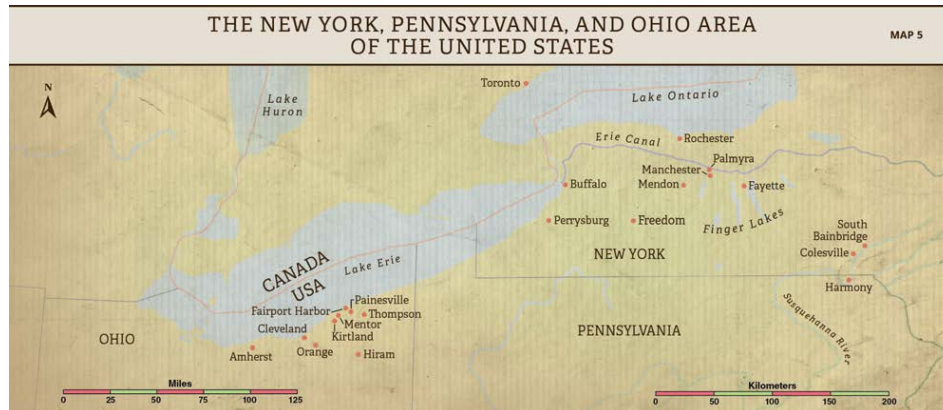 THE NEW YORK, PENNSYLVANIA, AND OHIO AREA
OF THE UNITED STATES
MAP 5
N
Toronto
Lake
Huron
Lake Ontario
Erie Canal
Rochester
Palmyra
Manchester
Mendon
Fayette
Buffalo
Perrysburg
Freedom
Finger Lakes
South
Bainbridge
Colesville
Harmony
NEW YORK
CANADA
USA
Lake Erie
Painesville
Fairport Harbor
Thompson
Mentor
Cleveland
Kirtland
OHIO
Amherst
Orange
Hiram
PENNSYLVANIA
Susquehanna River
Miles
0 25 50 75 100 125
Kilometers
0 50 100 150 200